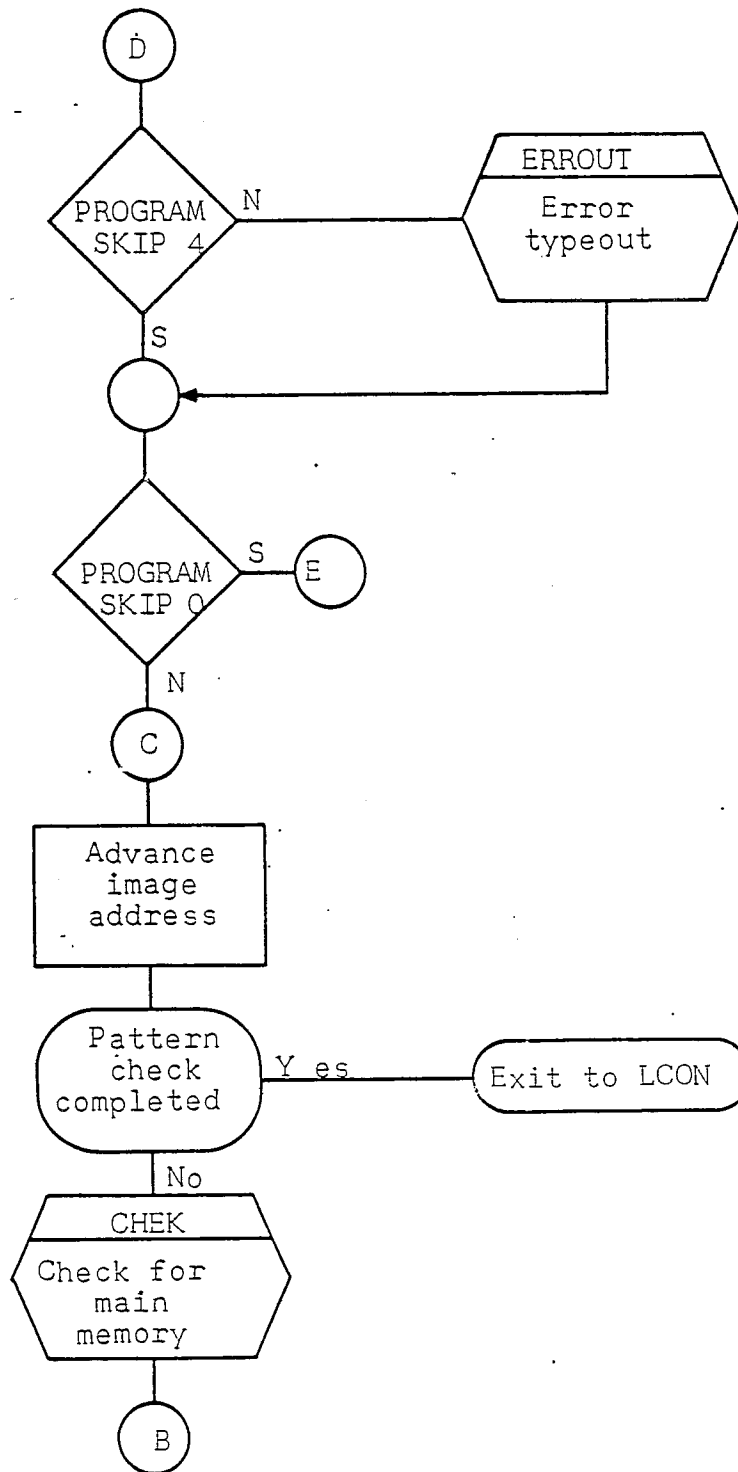 D
PROGRAM
SKIP 4
N
ERROUT
Error
typeout
S
PROGRAM
SKIP 0
S
E
N
C
Advance
image
address
Pattern
check
completed
Y es
Exit to LCON
No
CHEK
Check for
main
memory
B